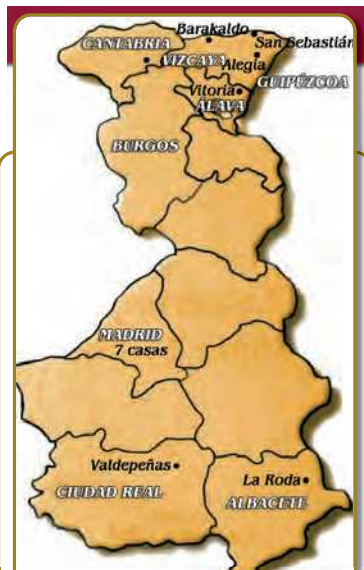 Barakaldo
CANTABRIA
San Sebastián
VIZCAYA
Alegia
GUIPÚZCOA
Vitoria
ÁLAVA
BURGOS
MADRID
7 casas
Valdepeñas
La Roda
CIUDAD REAL
ALBACETE